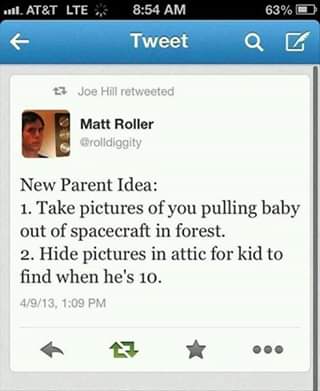 AT&T LTE 8:54 AM 63%
Tweet
Joe Hill retweeted
Matt Roller
@rolldiggity
New Parent Idea:
1. Take pictures of you pulling baby
out of spacecraft in forest.
2. Hide pictures in attic for kid to
find when he's 10.
4/9/13, 1:09 PM